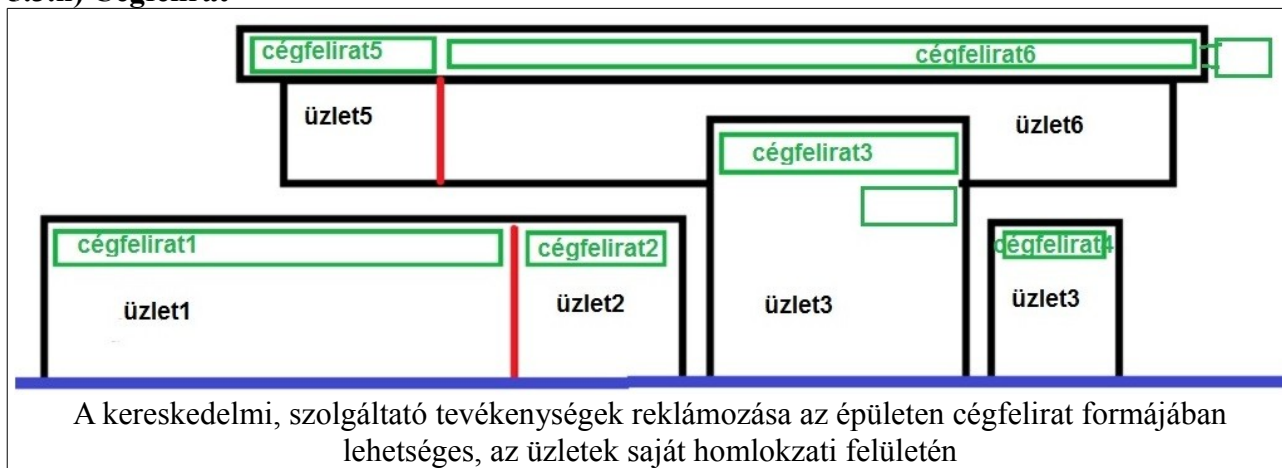 cégfelirat5
cégfelirat6
üzlet5
üzlet6
cégfelirat3
cégfelirat1
cégfelirat2
cégfelirat4
üzlet1
üzlet2
üzlet3
üzlet3
A kereskedelmi, szolgáltató tevékenységek reklámozása az épületen cégfelirat formájában
lehetséges, az üzletek saját homlokzati felületén